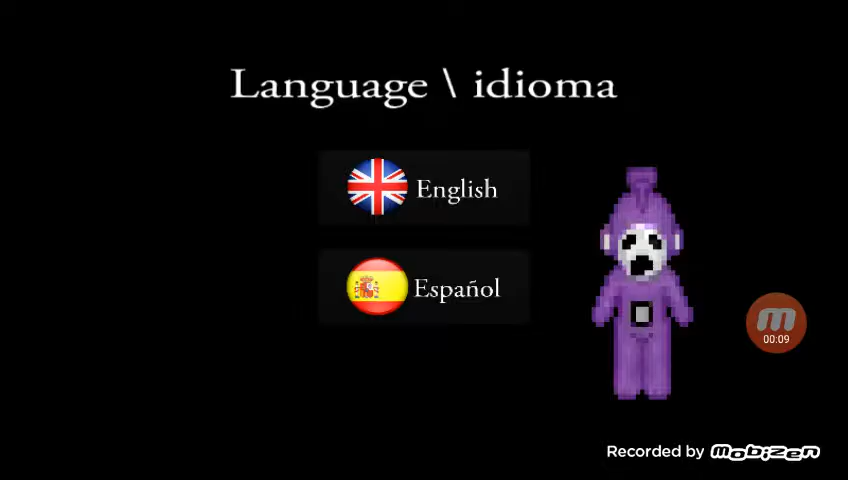 Language \ idioma
English
Español
00:09
Recorded by Mobizen